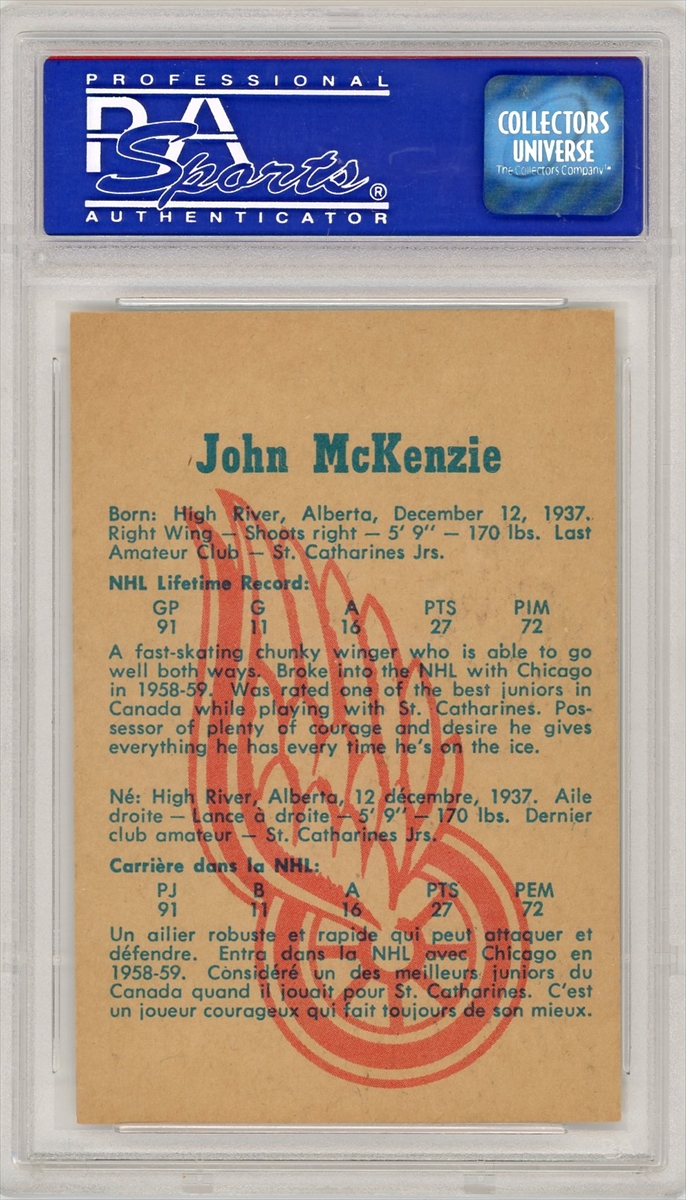 PROFESSIONAL
PSA
Sports®
AUTHENTICATOR
COLLECTORS
UNIVERSE
The Collectors Company™
John McKenzie
Born: High River, Alberta, December 12, 1937.
Right Wing — Shoots right — 5' 9'' — 170 lbs. Last
Amateur Club — St. Catharines Jrs.
NHL Lifetime Record:
GP G A PTS PIM
91 11 16 27 72
A fast-skating chunky winger who is able to go
well both ways. Broke into the NHL with Chicago
in 1958-59. Was rated one of the best juniors in
Canada while playing with St. Catharines. Pos-
sessor of plenty of courage and desire he gives
everything he has every time he's on the ice.
Né: High River, Alberta, 12 décembre, 1937. Aile
droite — Lance à droite — 5' 9'' — 170 lbs. Dernier
club amateur — St. Catharines Jrs.
Carrière dans la NHL:
PJ B A PTS PEM
91 11 16 27 72
Un ailier robuste et rapide qui peut attaquer et
défendre. Entra dans la NHL avec Chicago en
1958-59. Considéré un des meilleurs juniors du
Canada quand il jouait pour St. Catharines. C'est
un joueur courageux qui fait toujours de son mieux.